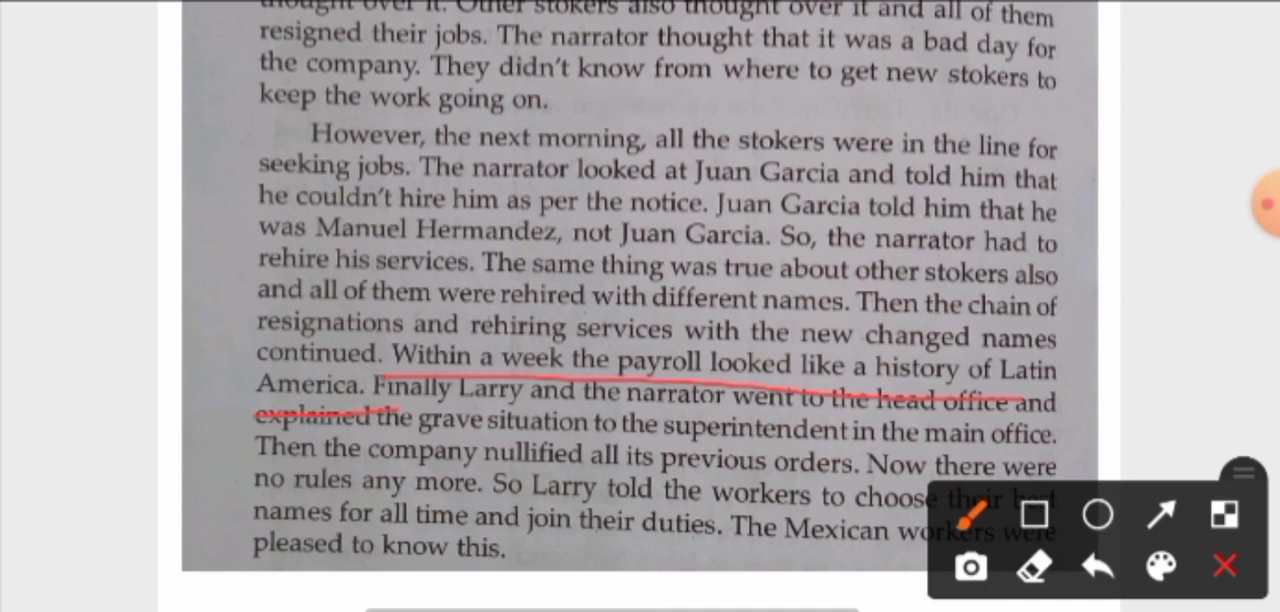 thought over it. Other stokers also thought over it and all of them
resigned their jobs. The narrator thought that it was a bad day for
the company. They didn't know from where to get new stokers to
keep the work going on.
However, the next morning, all the stokers were in the line for
seeking jobs. The narrator looked at Juan Garcia and told him that
he couldn't hire him as per the notice. Juan Garcia told him that he
was Manuel Hermandez, not Juan Garcia. So, the narrator had to
rehire his services. The same thing was true about other stokers also
and all of them were rehired with different names. Then the chain of
resignations and rehiring services with the new changed names
continued. Within a week the payroll looked like a history of Latin
America. Finally Larry and the narrator went to the head office and
explained the grave situation to the superintendent in the main office.
Then the company nullified all its previous orders. Now there were
no rules any more. So Larry told the workers to choose their best
names for all time and join their duties. The Mexican workers were
pleased to know this.